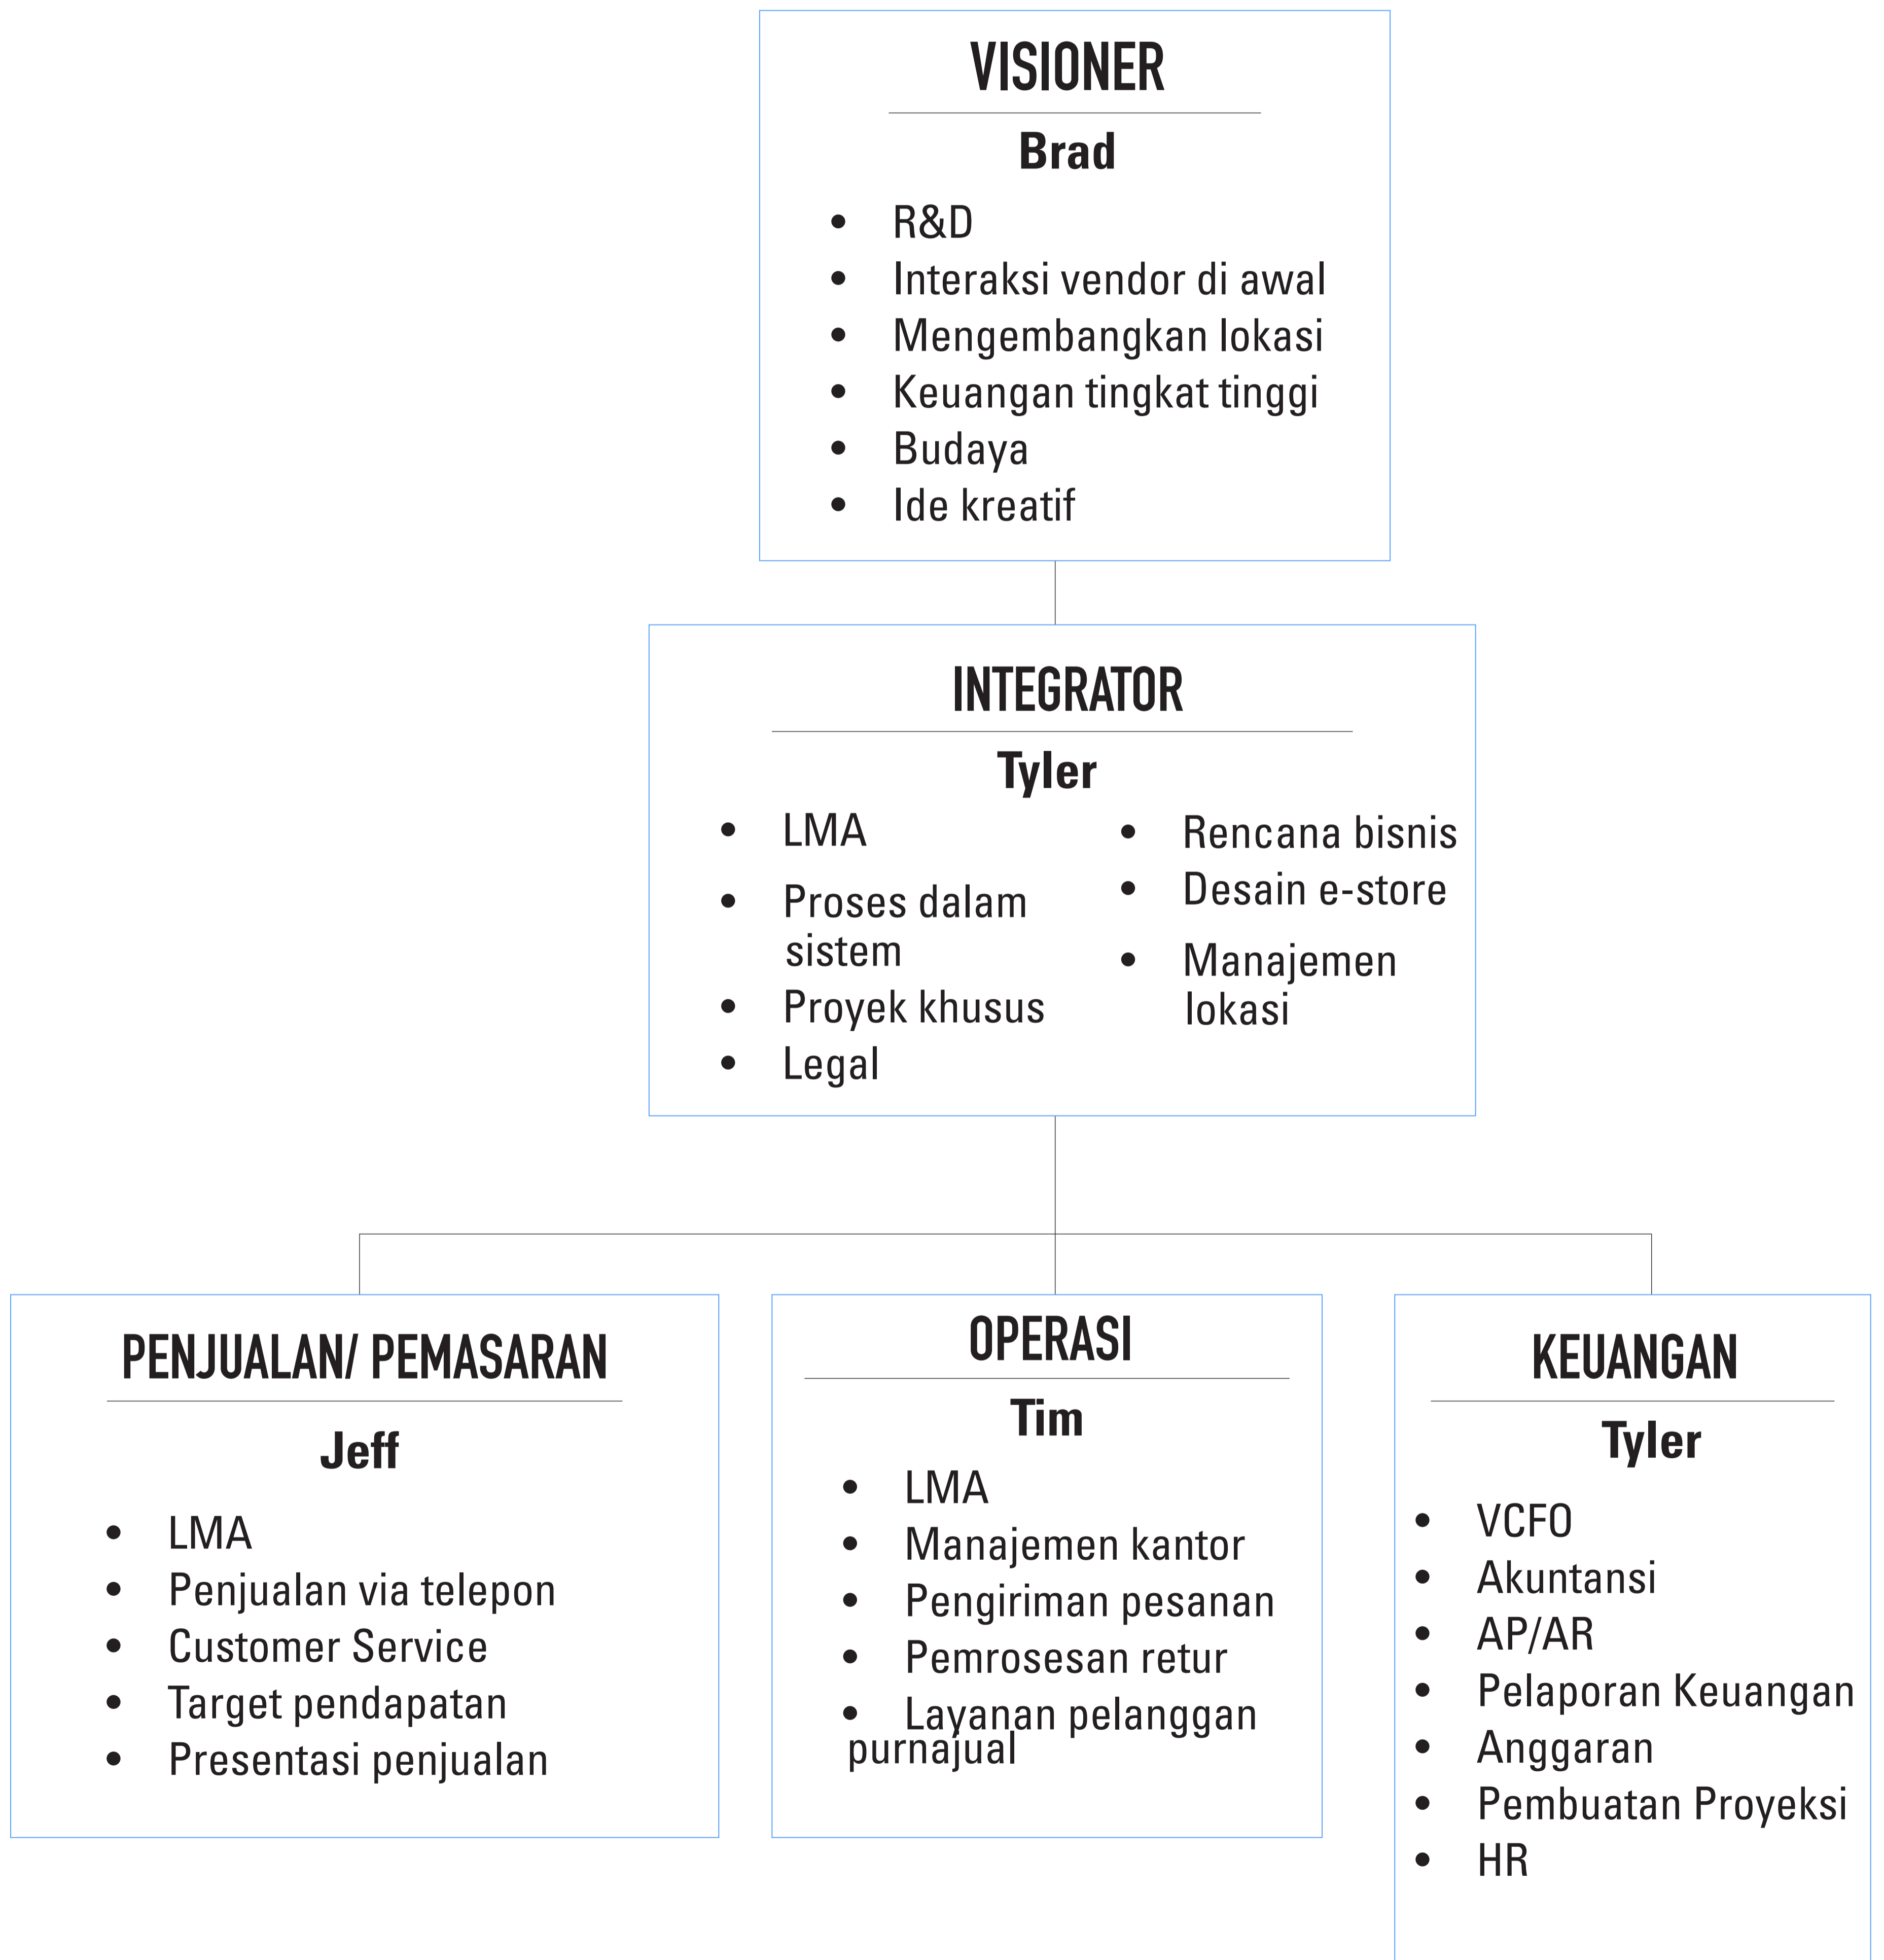 VISIONER
Brad
• R&D
• Interaksi vendor di awal
• Mengembangkan lokasi
• Keuangan tingkat tinggi
• Budaya
• Ide kreatif
INTEGRATOR
Tyler
• LMA
• Proses dalam
sistem
• Proyek khusus
• Legal
• Rencana bisnis
• Desain e-store
• Manajemen
lokasi
PENJUALAN/ PEMASARAN
Jeff
• LMA
• Penjualan via telepon
• Customer Service
• Target pendapatan
• Presentasi penjualan
OPERASI
Tim
• LMA
• Manajemen kantor
• Pengiriman pesanan
• Pemrosesan retur
• Layanan pelanggan
purnajual
KEUANGAN
Tyler
• VCFO
• Akuntansi
• AP/AR
• Pelaporan Keuangan
• Anggaran
• Pembuatan Proyeksi
• HR